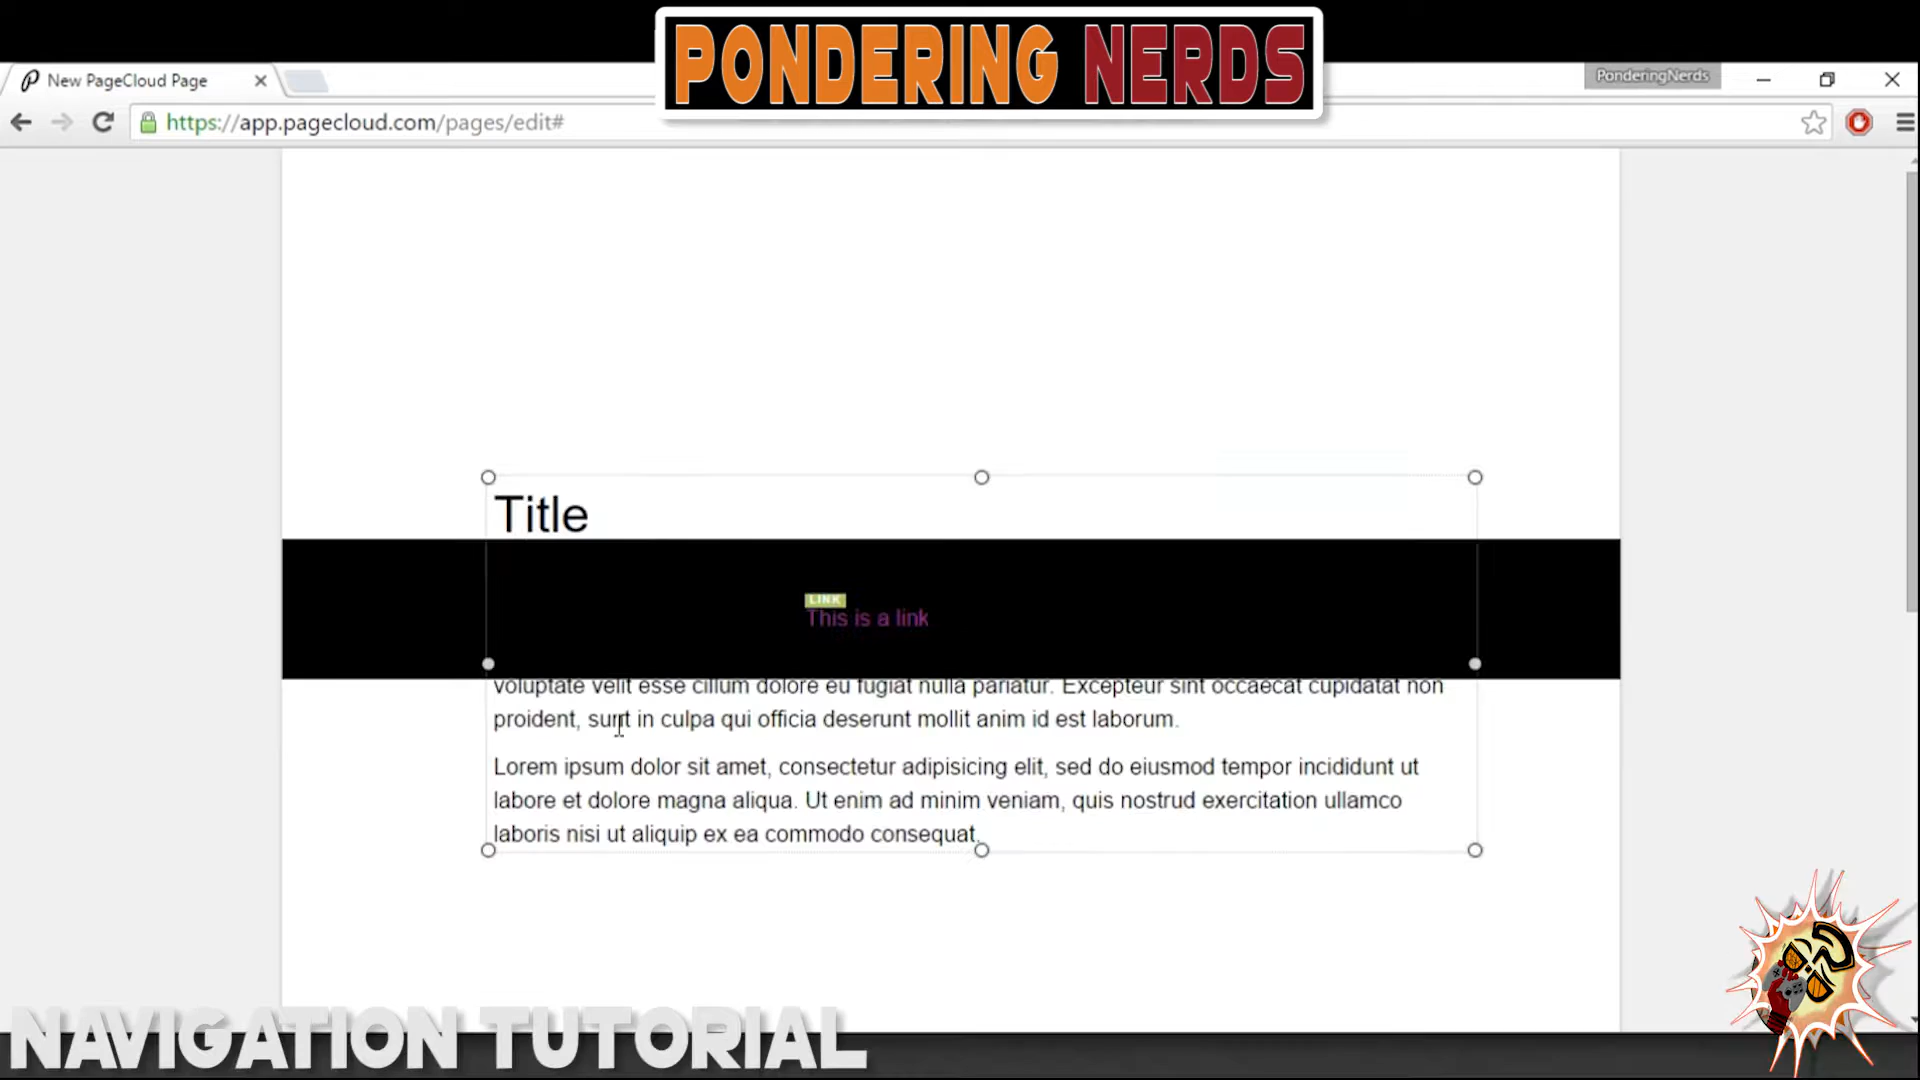 PONDERING NERDS
New PageCloud Page
PonderingNerds
https://app.pagecloud.com/pages/edit#
Title
LINK
This is a link
voluptate velit esse cillum dolore eu fugiat nulla pariatur. Excepteur sint occaecat cupidatat non
proident, sunt in culpa qui officia deserunt mollit anim id est laborum.
Lorem ipsum dolor sit amet, consectetur adipisicing elit, sed do eiusmod tempor incididunt ut
labore et dolore magna aliqua. Ut enim ad minim veniam, quis nostrud exercitation ullamco
laboris nisi ut aliquip ex ea commodo consequat.
NAVIGATION TUTORIAL